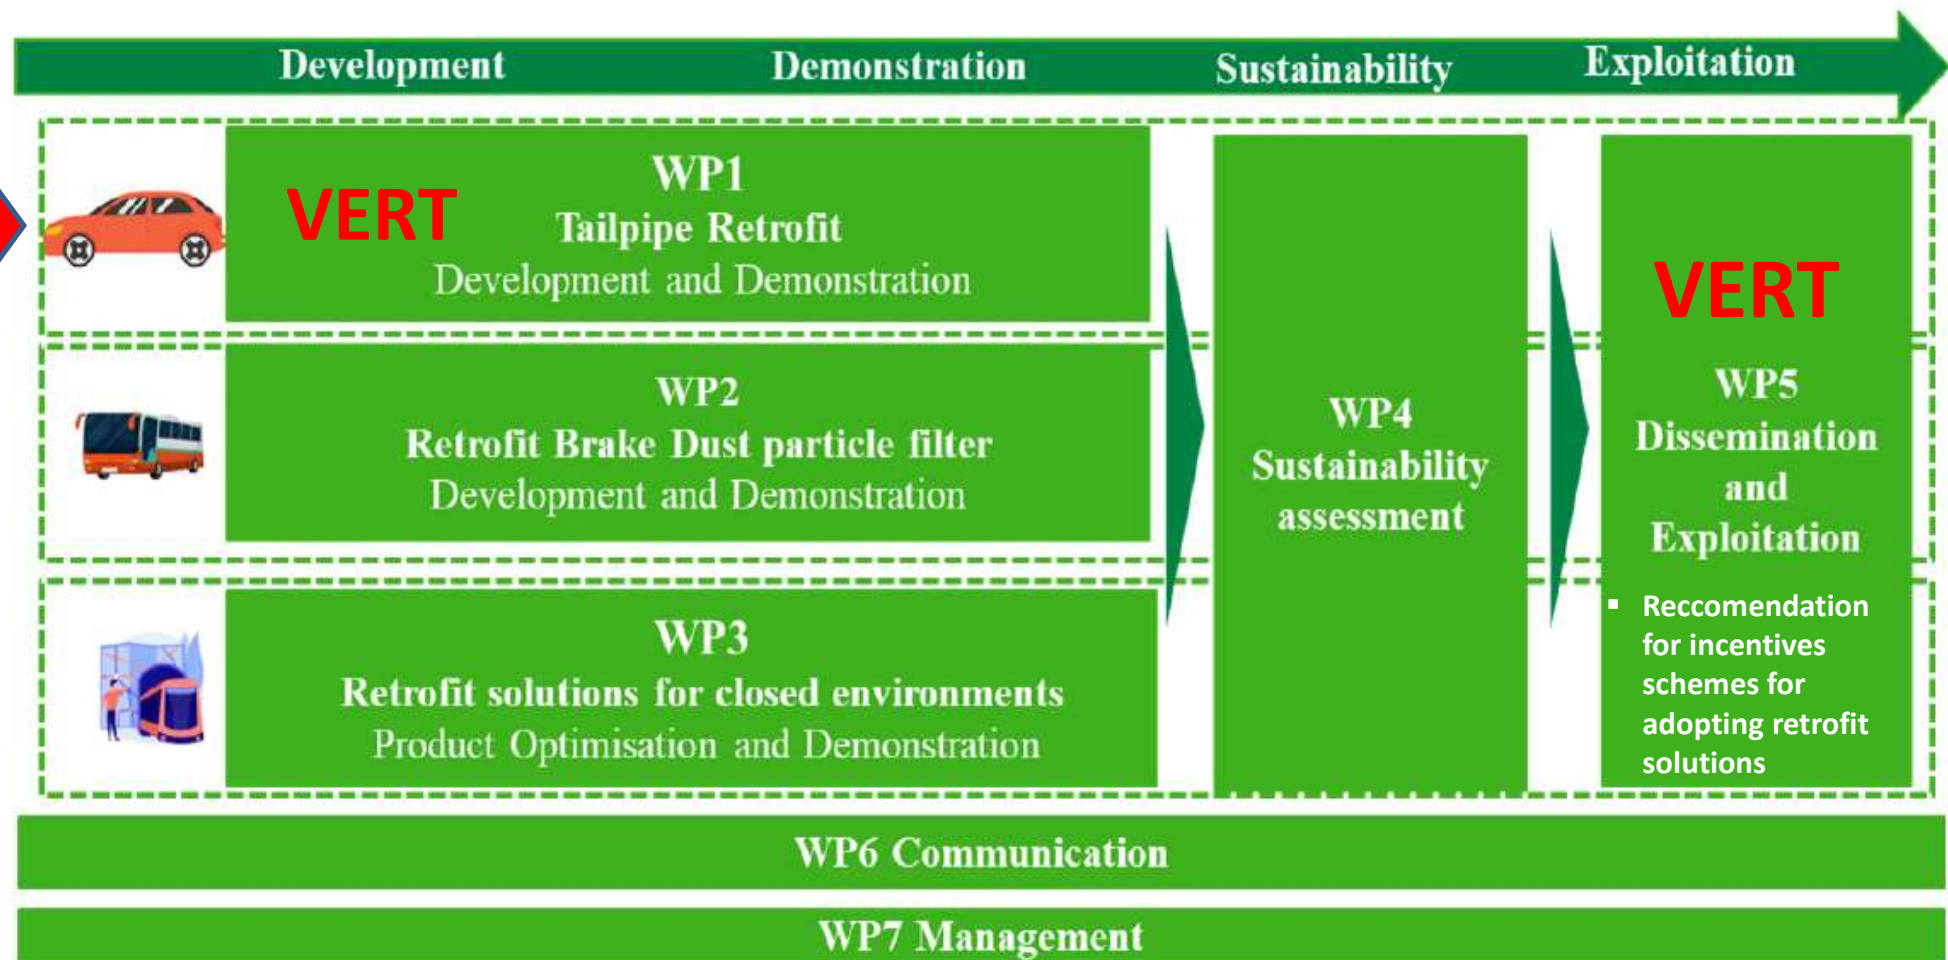 Development Demonstration Sustainability Exploitation
VERT
WP1
Tailpipe Retrofit
Development and Demonstration
WP2
Retrofit Brake Dust particle filter
Development and Demonstration
WP3
Retrofit solutions for closed environments
Product Optimisation and Demonstration
WP4
Sustainability
assessment
VERT
WP5
Dissemination
and
Exploitation
▪ Reccomendation
for incentives
schemes for
adopting retrofit
solutions
WP6 Communication
WP7 Management